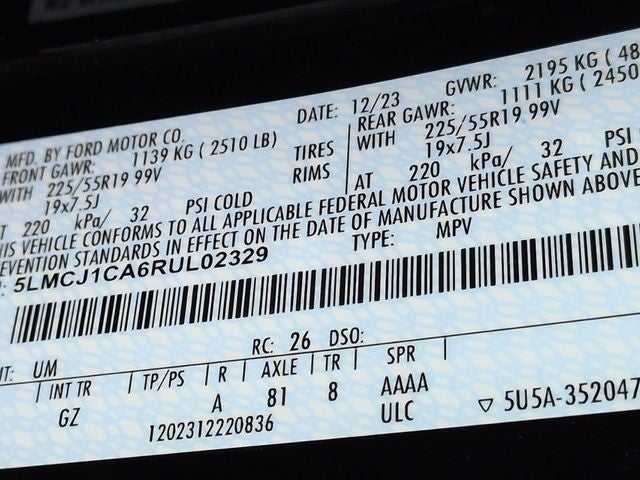 MFD. BY FORD MOTOR CO. DATE: 12/23 GVWR: 2195 KG ( 48
FRONT GAWR: 1139 KG ( 2510 LB) REAR GAWR: 1111 KG ( 2450
WITH 225/55R19 99V TIRES WITH 225/55R19 99V
19x7.5J RIMS 19x7.5J
AT 220 kPa/ 32 PSI COLD AT 220 kPa/ 32 PSI
HIS VEHICLE CONFORMS TO ALL APPLICABLE FEDERAL MOTOR VEHICLE SAFETY AND
EVENTION STANDARDS IN EFFECT ON THE DATE OF MANUFACTURE SHOWN ABOVE
: 5LMCJ1CA6RUL02329 TYPE: MPV
NT: UM RC: 26 DSO:
INT TR TP/PS R AXLE TR SPR
GZ A 81 8 AAAA
1202312220836 ULC ▽ 5U5A-352047